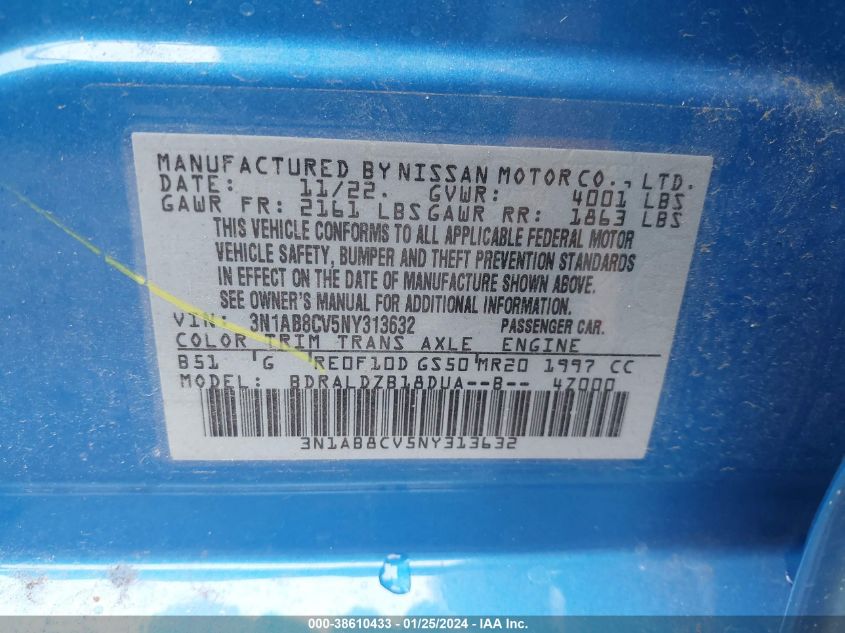 MANUFACTURED BY NISSAN MOTOR CO., LTD.
DATE: 11/22. GVWR: 4001 LBS
GAWR FR: 2161 LBS GAWR RR: 1863 LBS
THIS VEHICLE CONFORMS TO ALL APPLICABLE FEDERAL MOTOR
VEHICLE SAFETY, BUMPER AND THEFT PREVENTION STANDARDS
IN EFFECT ON THE DATE OF MANUFACTURE SHOWN ABOVE.
SEE OWNER'S MANUAL FOR ADDITIONAL INFORMATION.
VIN: 3N1AB8CV5NY313632 PASSENGER CAR.
COLOR TRIM TRANS AXLE ENGINE
B51 G RE0F10D GS50 MR20 1997 CC
MODEL: BDRALDZB18DUA--B-- 4Z000
3N1AB8CV5NY313632
000-38610433 - 01/25/2024 - IAA, Inc.